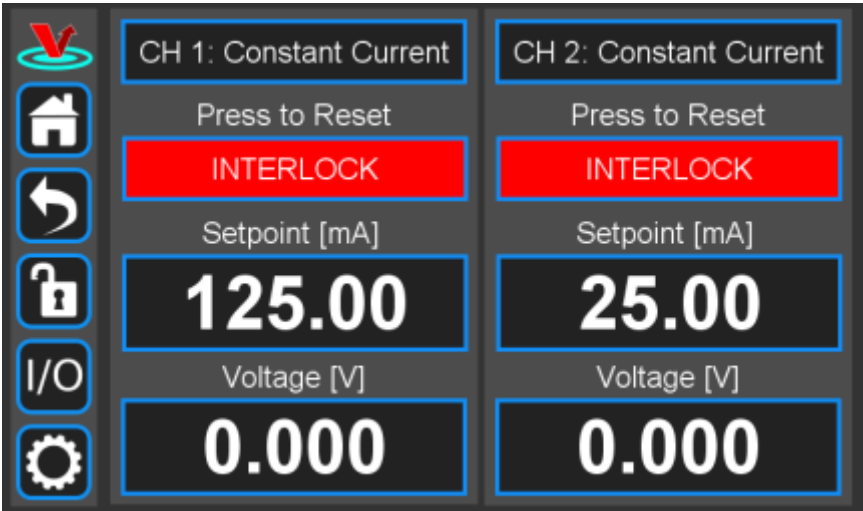 CH 1: Constant Current
Press to Reset
INTERLOCK
Setpoint [mA]
125.00
Voltage [V]
0.000
CH 2: Constant Current
Press to Reset
INTERLOCK
Setpoint [mA]
25.00
Voltage [V]
0.000
I/O